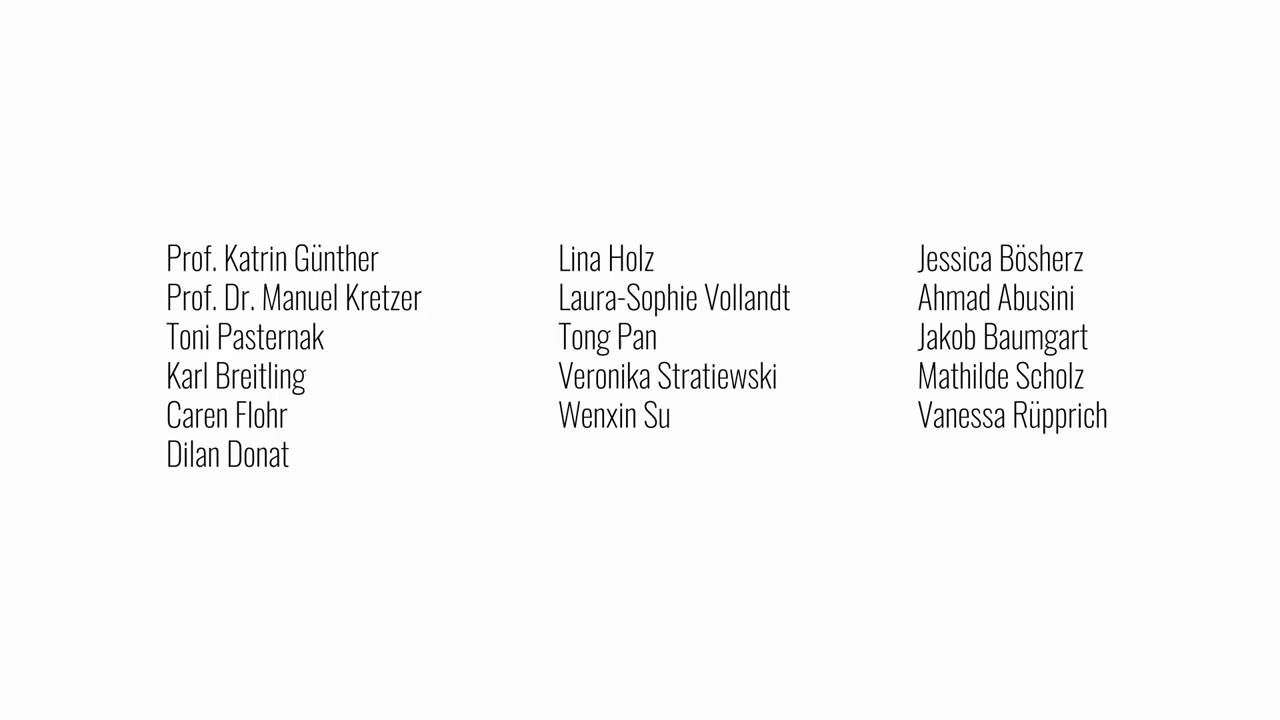 Prof. Katrin Günther
Prof. Dr. Manuel Kretzer
Toni Pasternak
Karl Breitling
Caren Flohr
Dilan Donat
Lina Holz
Laura-Sophie Vollandt
Tong Pan
Veronika Stratiewski
Wenxin Su
Jessica Bösherz
Ahmad Abusini
Jakob Baumgart
Mathilde Scholz
Vanessa Rüpprich